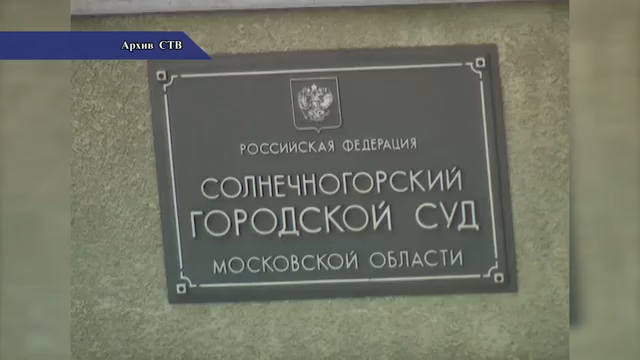 Архив СТВ
РОССИЙСКАЯ ФЕДЕРАЦИЯ
СОЛНЕЧНОГОРСКИЙ
ГОРОДСКОЙ СУД
МОСКОВСКОЙ ОБЛАСТИ